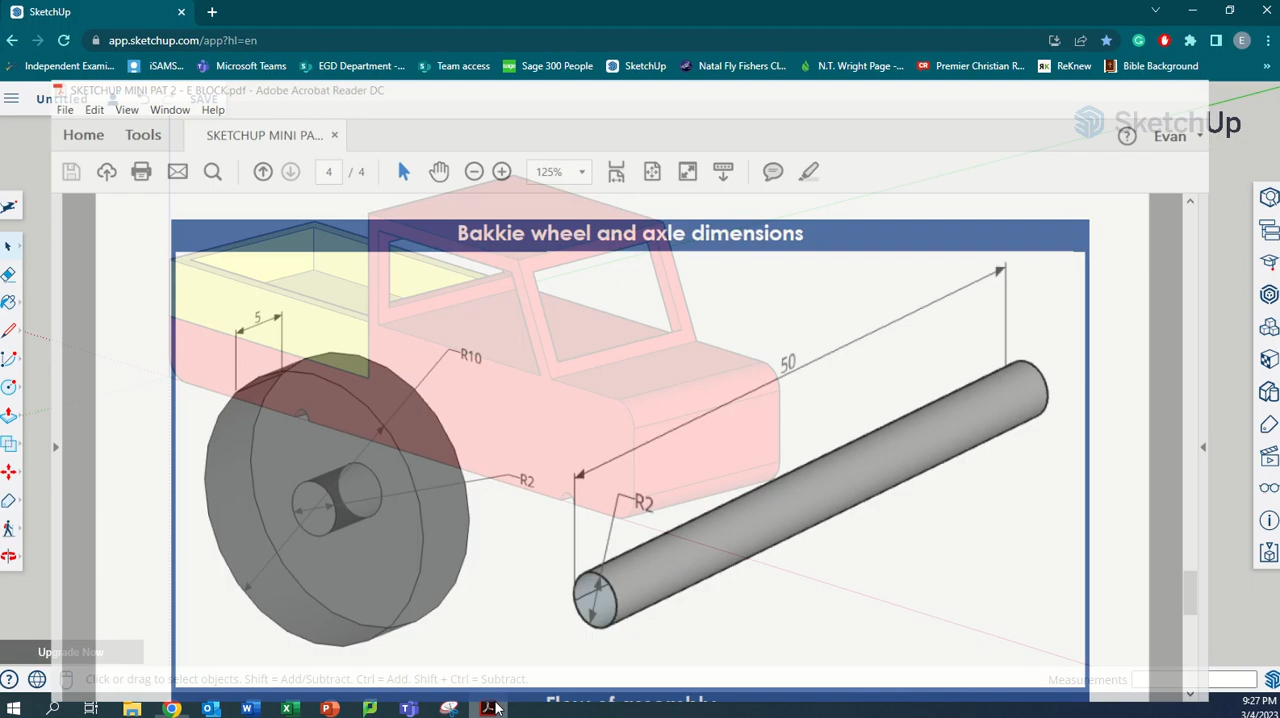 SketchUp
app.sketchup.com/app?hl=en
Independent Exami...
iSAMS...
Microsoft Teams
EGD Department -...
Team access
Sage 300 People
SketchUp
Natal Fly Fishers Cl...
N.T. Wright Page -...
Premier Christian R...
ReKnew
Bible Background
»
SKETCHUP MINI PAT 2 - E BLOCK.pdf - Adobe Acrobat Reader DC
SAVE
File Edit View Window Help
SketchUp
Home Tools SKETCHUP MINI PA... ×
Evan
4 / 4
125%
Bakkie wheel and axle dimensions
5
R10
50
R2
R2
Upgrade Now
Click or drag to select objects. Shift = Add/Subtract. Ctrl = Add. Shift + Ctrl = Subtract.
Measurements
9:27 PM
3/4/2023